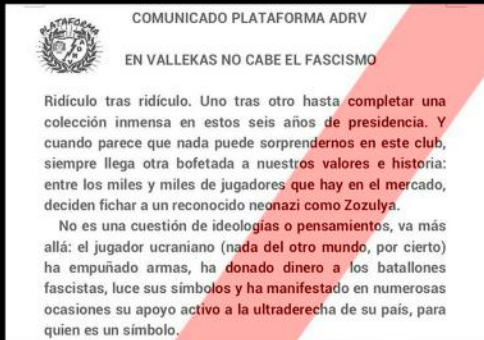 PLATAFORMA
ADRV
COMUNICADO PLATAFORMA ADRV
EN VALLEKAS NO CABE EL FASCISMO
Ridículo tras ridículo. Uno tras otro hasta completar una
colección inmensa en estos seis años de presidencia. Y
cuando parece que nada puede sorprendernos en este club,
siempre llega otra bofetada a nuestros valores e historia:
entre los miles y miles de jugadores que hay en el mercado,
deciden fichar a un reconocido neonazi como Zozulya.
No es una cuestión de ideologías o pensamientos, va más
allá: el jugador ucraniano (nada del otro mundo, por cierto)
ha empuñado armas, ha donado dinero a los batallones
fascistas, luce sus símbolos y ha manifestado en numerosas
ocasiones su apoyo activo a la ultraderecha de su país, para
quien es un símbolo.